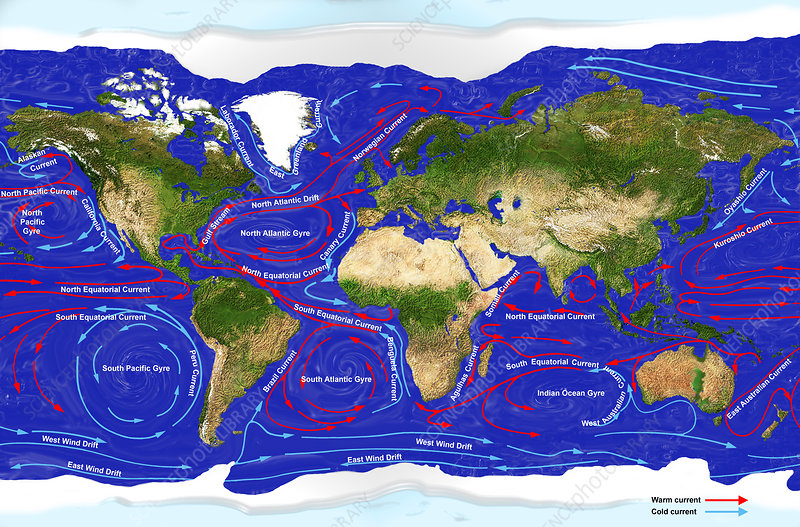 Labrador Current
East
Greenland
Current
Norwegian Current
Alaskan
Current
North Pacific Current
North
Pacific
Gyre
California Current
Gulf Stream
North Atlantic Drift
North Atlantic Gyre
Canary Current
Oyashio Current
Kuroshio Current
North Equatorial Current
North Equatorial Current
South Equatorial Current
South Equatorial Current
Somali Current
North Equatorial Current
South Equatorial Current
South Pacific Gyre
Peru Current
Brazil Current
South Atlantic Gyre
Benguela Current
Agulhas Current
Indian Ocean Gyre
West Australian Current
East Australian Current
West Wind Drift
East Wind Drift
West Wind Drift
East Wind Drift
Warm current
Cold current